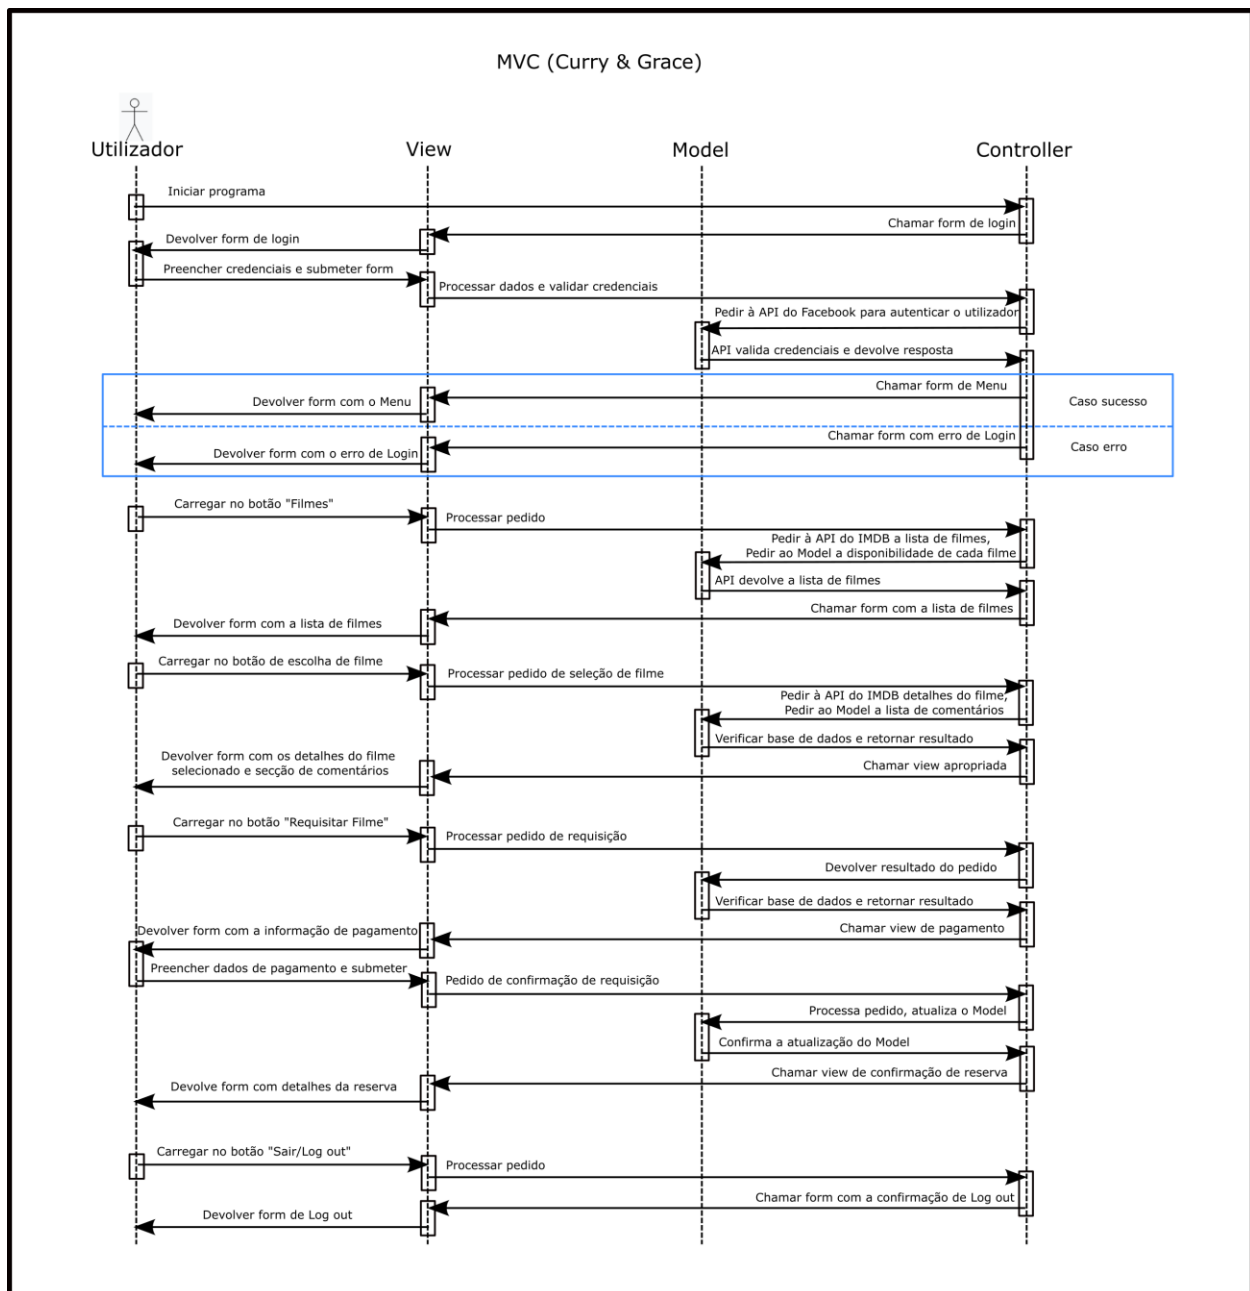 MVC (Curry & Grace)
Utilizador
View
Model
Controller
Iniciar programa
Chamar form de login
Devolver form de login
Preencher credenciais e submeter form
Processar dados e validar credenciais
Pedir à API do Facebook para autenticar o utilizador
API valida credenciais e devolve resposta
Chamar form de Menu
Caso sucesso
Devolver form com o Menu
Chamar form com erro de Login
Caso erro
Devolver form com o erro de Login
Carregar no botão "Filmes"
Processar pedido
Pedir à API do IMDB a lista de filmes,
Pedir ao Model a disponibilidade de cada filme
API devolve a lista de filmes
Chamar form com a lista de filmes
Devolver form com a lista de filmes
Carregar no botão de escolha de filme
Processar pedido de seleção de filme
Pedir à API do IMDB detalhes do filme,
Pedir ao Model a lista de comentários
Verificar base de dados e retornar resultado
Chamar view apropriada
Devolver form com os detalhes do filme
selecionado e secção de comentários
Carregar no botão "Requisitar Filme"
Processar pedido de requisição
Devolver resultado do pedido
Verificar base de dados e retornar resultado
Chamar view de pagamento
Devolver form com a informação de pagamento
Preencher dados de pagamento e submeter
Pedido de confirmação de requisição
Processa pedido, atualiza o Model
Confirma a atualização do Model
Chamar view de confirmação de reserva
Devolve form com detalhes da reserva
Carregar no botão "Sair/Log out"
Processar pedido
Chamar form com a confirmação de Log out
Devolver form de Log out